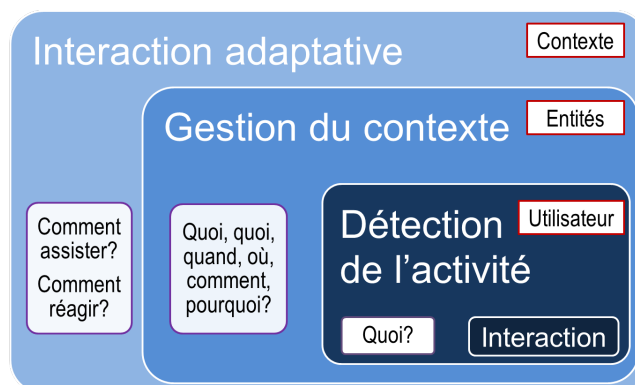 Interaction adaptative
Contexte
Gestion du contexte
Entités
Comment
assister?
Comment
réagir?
Quoi, quoi,
quand, où,
comment,
pourquoi?
Détection
de l'activité
Utilisateur
Quoi?
Interaction